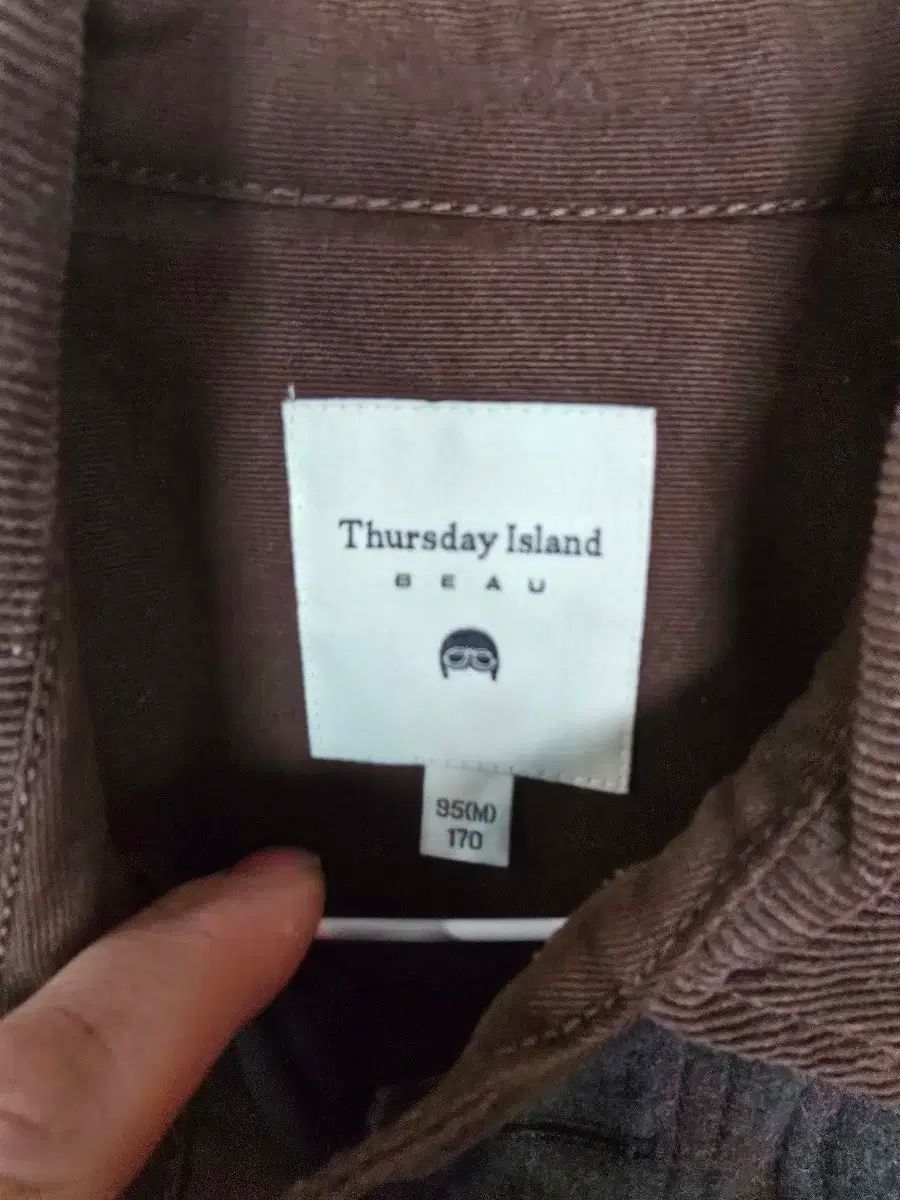 Thursday Island
BEAU
95(M)
170